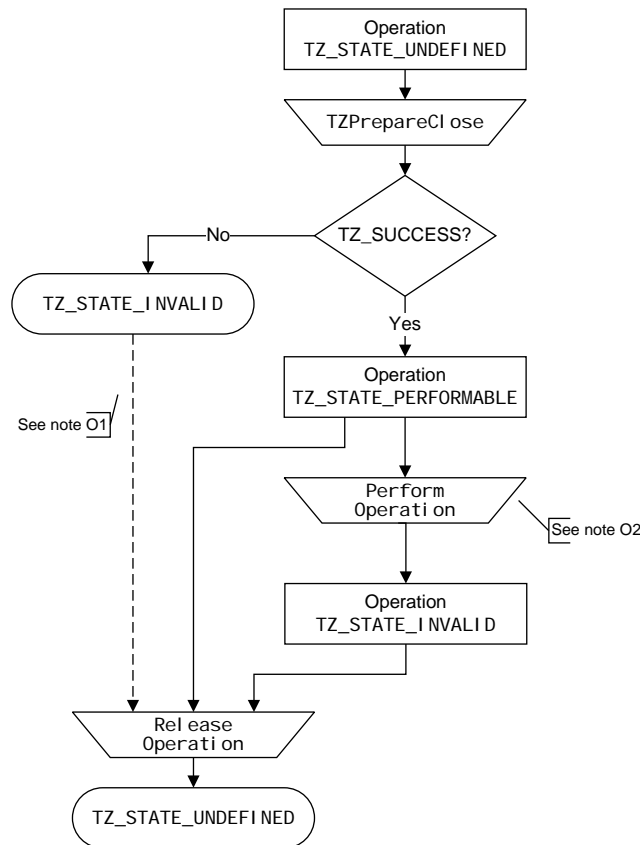 Operation
TZ_STATE_UNDEFINED
TZPrepareClose
TZ_SUCCESS?
No
TZ_STATE_INVALID
Yes
Operation
TZ_STATE_PERFORMABLE
See note O1
Perform
Operation
See note O2
Operation
TZ_STATE_INVALID
Release
Operation
TZ_STATE_UNDEFINED